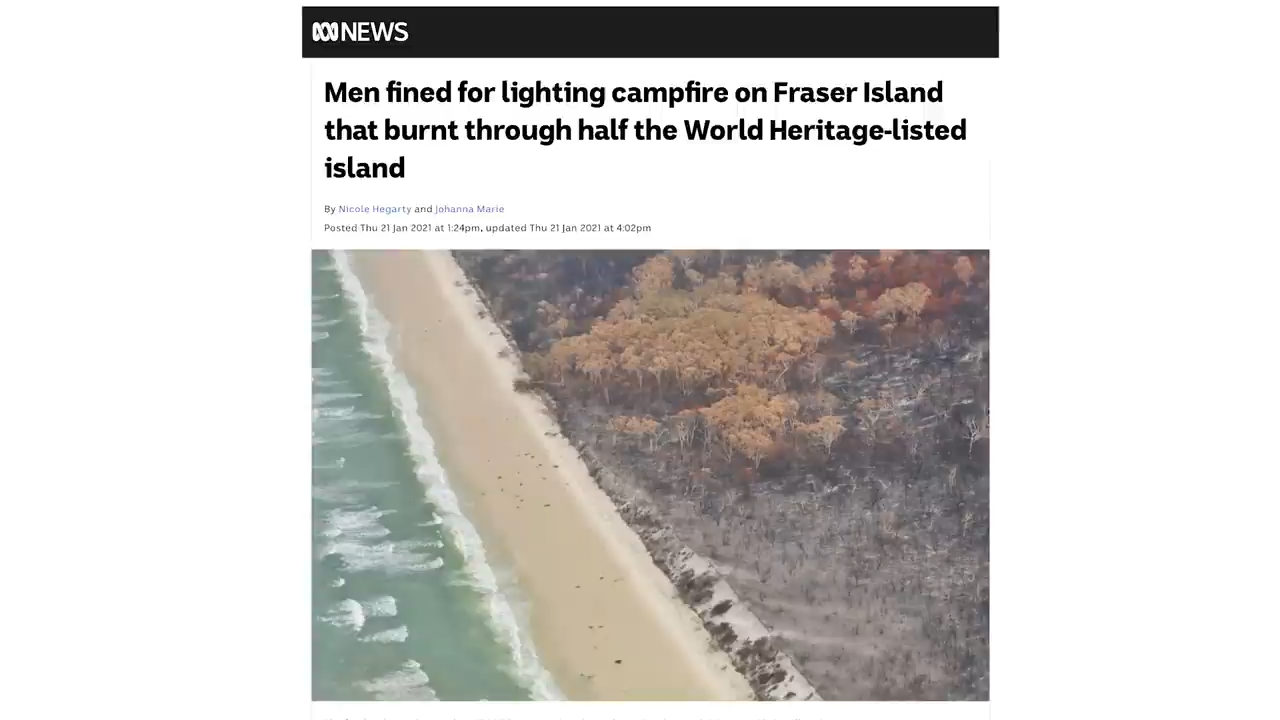 NEWS
Men fined for lighting campfire on Fraser Island
that burnt through half the World Heritage-listed
island
By Nicole Hegarty and Johanna Marie
Posted Thu 21 Jan 2021 at 1:24pm, updated Thu 21 Jan 2021 at 4:02pm